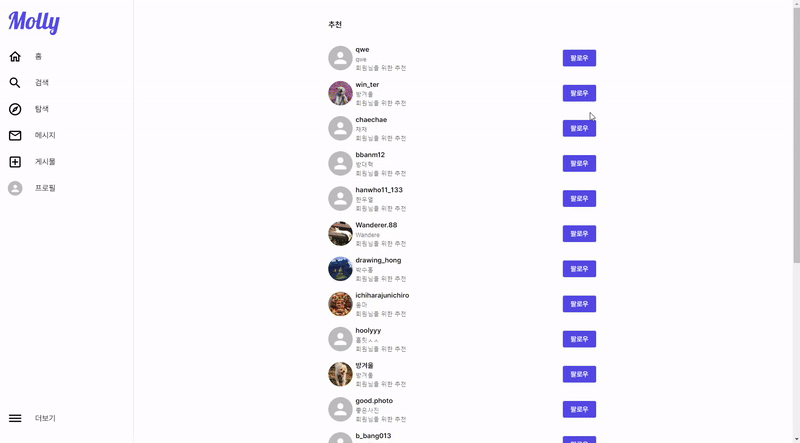 Molly
홈
검색
탐색
메시지
게시물
프로필
더보기
추천
qwe
qwe
회원님을 위한 추천
팔로우
win_ter
방겨울
회원님을 위한 추천
팔로우
chaechae
채채
회원님을 위한 추천
팔로우
bbanm12
방대혁
회원님을 위한 추천
팔로우
hanwho11_133
한우열
회원님을 위한 추천
팔로우
Wanderer.88
Wandere
회원님을 위한 추천
팔로우
drawing_hong
박수홍
회원님을 위한 추천
팔로우
ichiharajunichiro
용마
회원님을 위한 추천
팔로우
hoolyyy
홀릿ㅅㅅ
회원님을 위한 추천
팔로우
방겨울
방겨울
회원님을 위한 추천
팔로우
good.photo
좋은사진
회원님을 위한 추천
팔로우
b_bang013